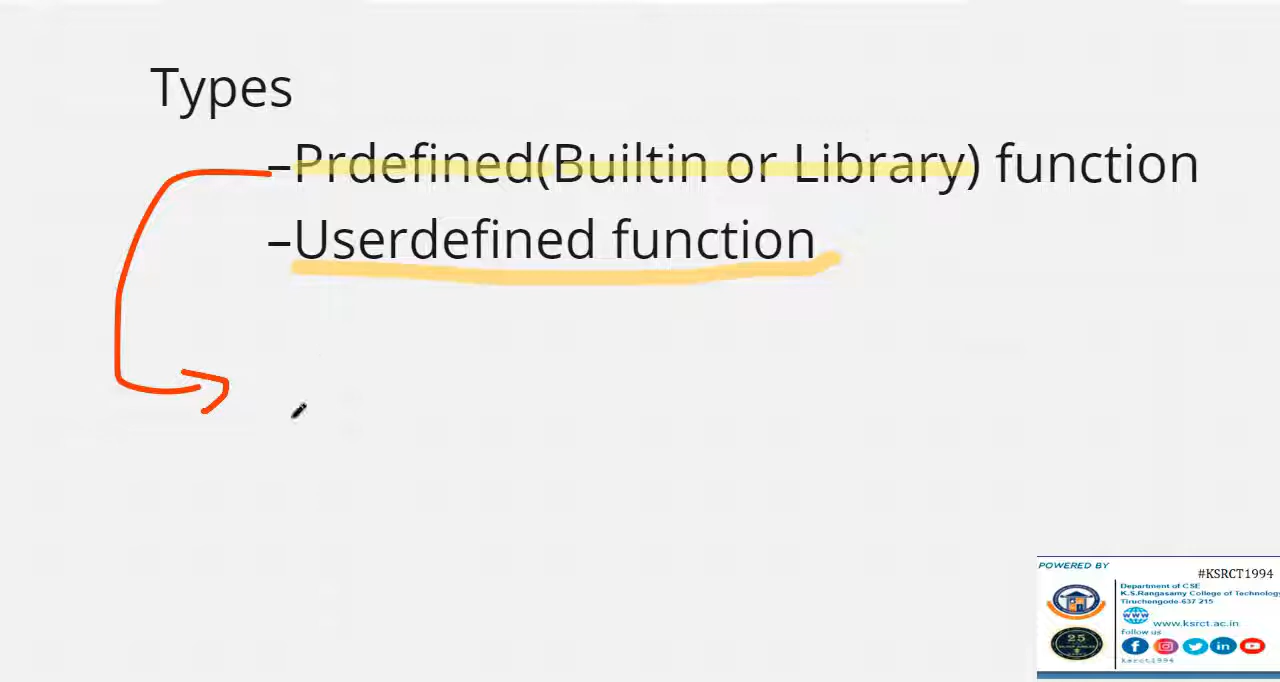 Types
–Prdefined(Builtin or Library) function
–Userdefined function
POWERED BY
#KSRCT1994
Department of CSE
K.S.Rangasamy College of Technology
Tiruchengode-637 215
www.ksrct.ac.in
follow us
ksrct1994
25